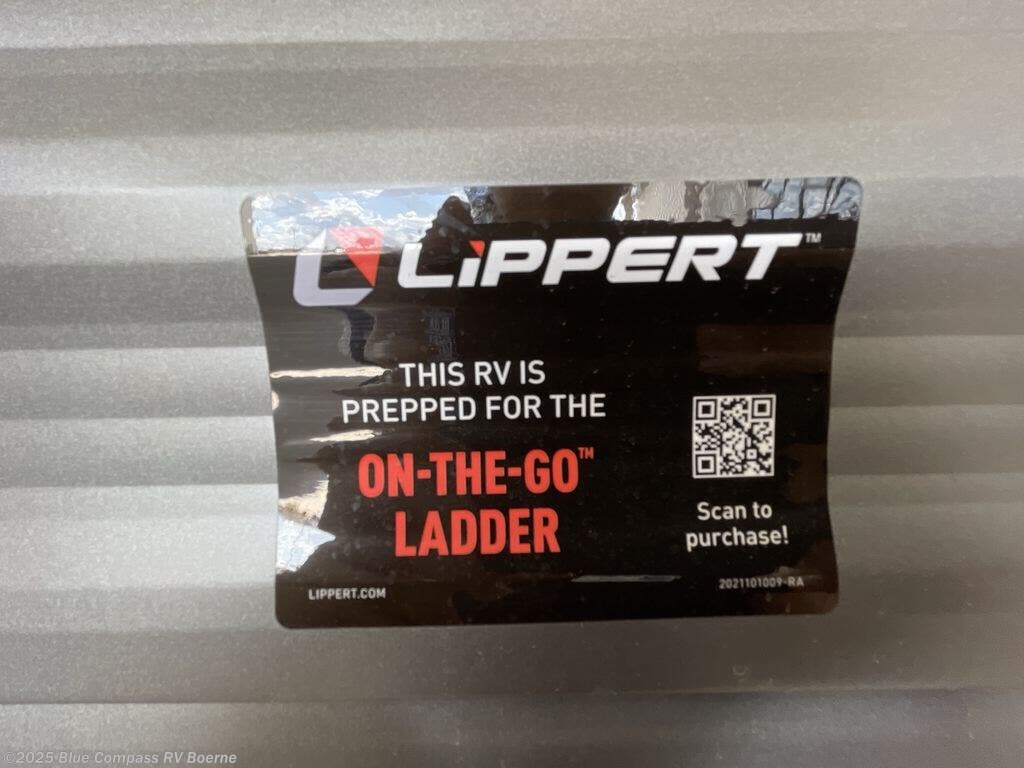 LiPPERT™
THIS RV IS
PREPPED FOR THE
ON-THE-GO™
LADDER
Scan to
purchase!
LIPPERT.COM
2021101009-RA
©2025 Blue Compass RV Boerne